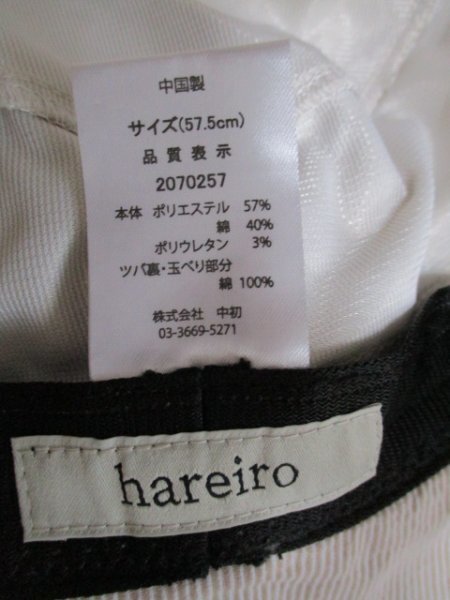 中国製
サイズ(57.5cm)
品質表示
2070257
本体 ポリエステル 57%
綿 40%
ポリウレタン 3%
ツバ裏・玉べり部分
綿 100%
株式会社 中初
03-3669-5271
hareiro